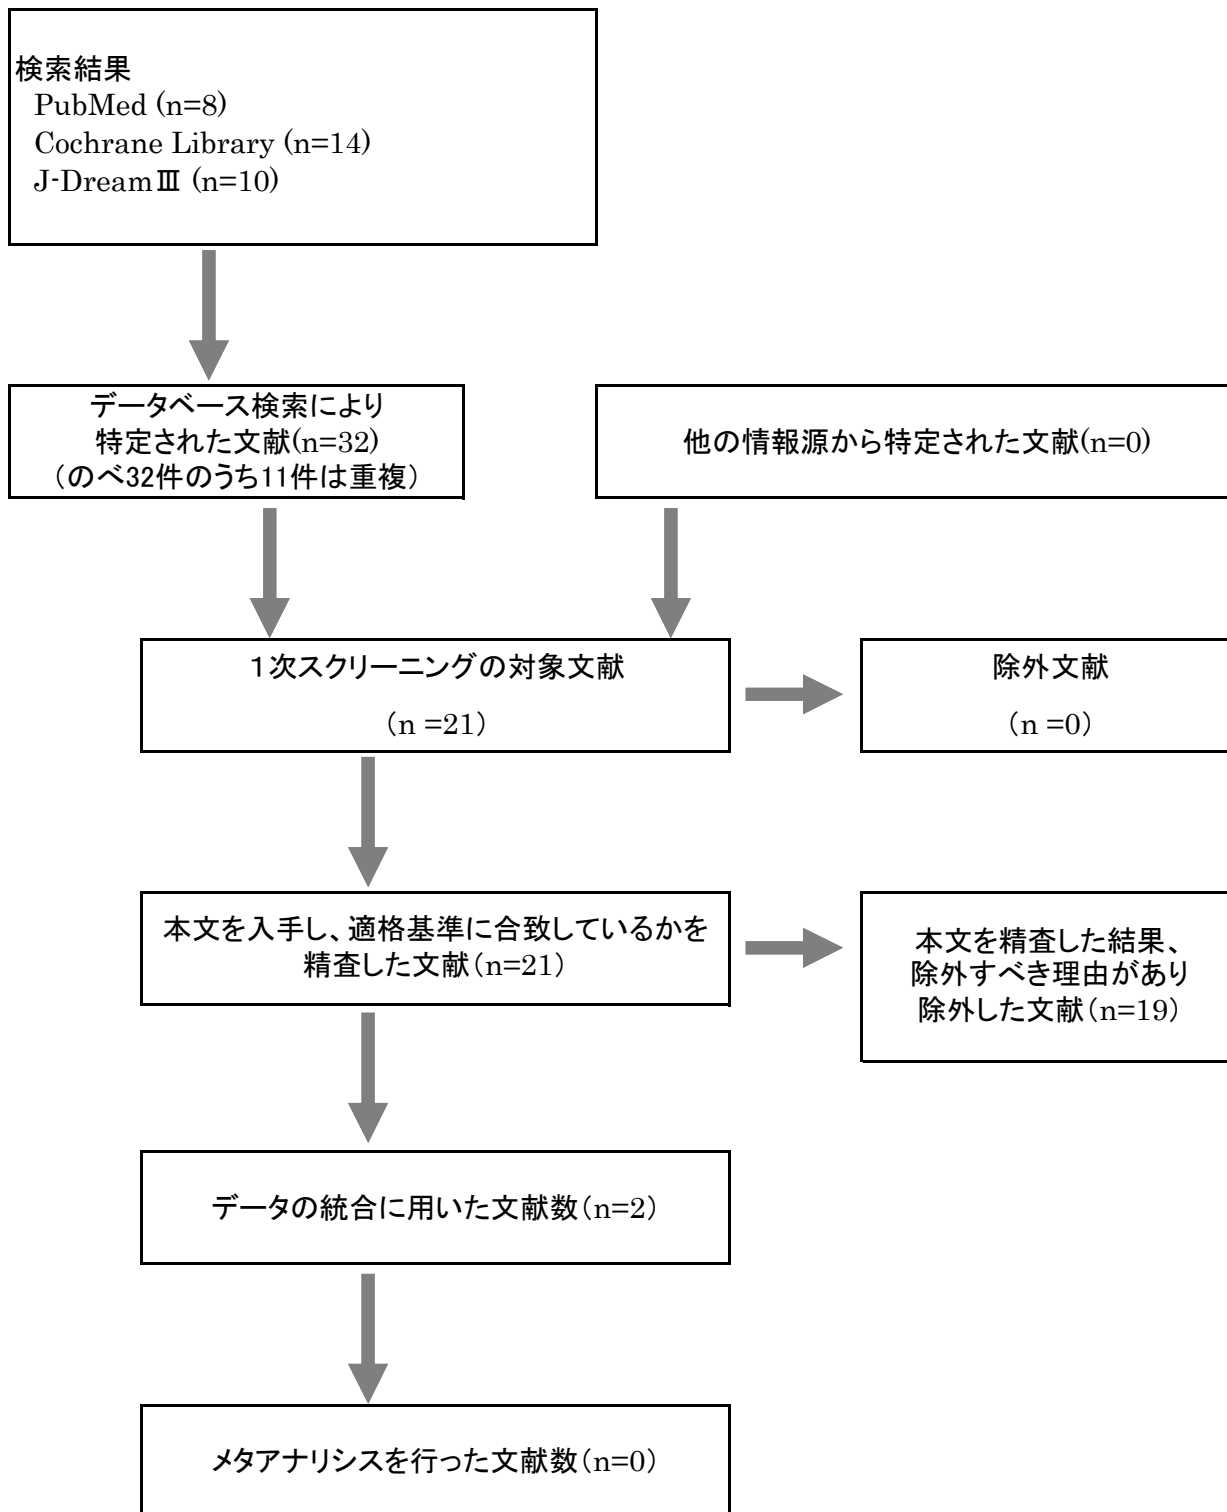 検索結果
PubMed (n=8)
Cochrane Library (n=14)
J-DreamⅢ (n=10)
データベース検索により
特定された文献(n=32)
（のべ32件のうち11件は重複）
他の情報源から特定された文献(n=0)
１次スクリーニングの対象文献
（n =21）
除外文献
（n =0）
本文を入手し、適格基準に合致しているかを
精査した文献（n=21）
本文を精査した結果、
除外すべき理由があり
除外した文献（n=19）
データの統合に用いた文献数（n=2）
メタアナリシスを行った文献数（n=0）